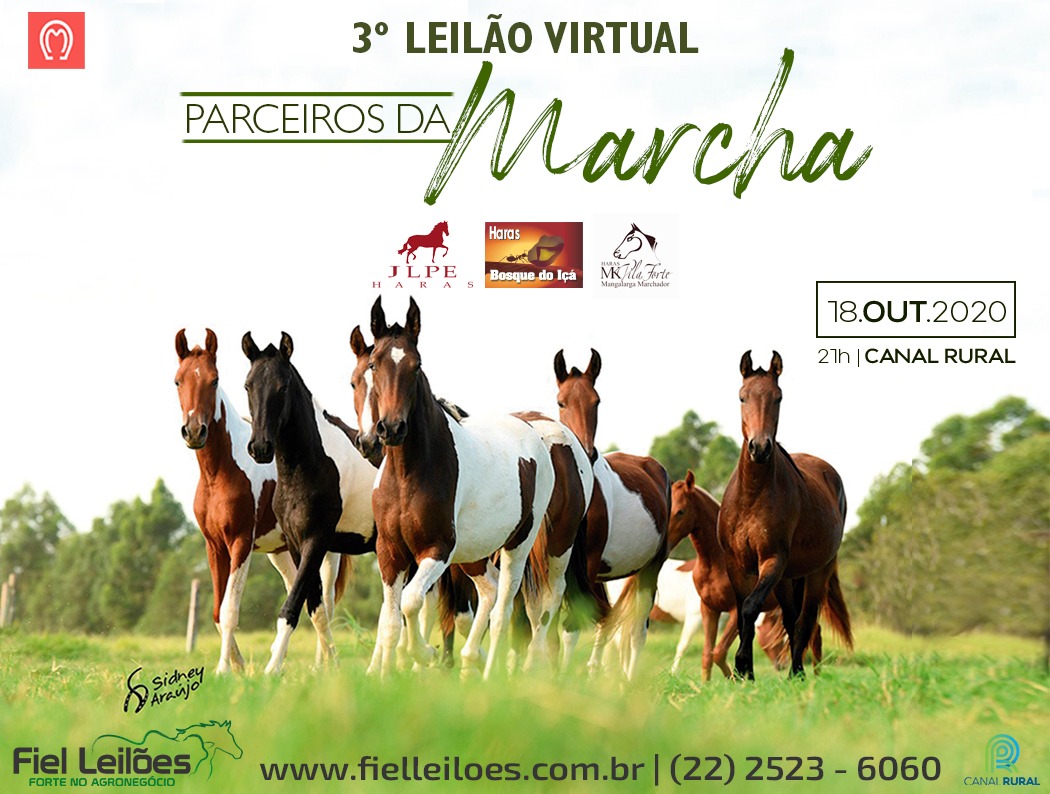 3º LEILÃO VIRTUAL
PARCEIROS DA Marcha
JLPE
HARAS
Haras
Bosque do Içá
HARAS
MK Villa Forte
Mangalarga Marchador
18.OUT.2020
21h | CANAL RURAL
Sidney
Araújo
Fiel Leilões
FORTE NO AGRONEGÓCIO
www.fielleiloes.com.br | (22) 2523 - 6060
CANAL RURAL